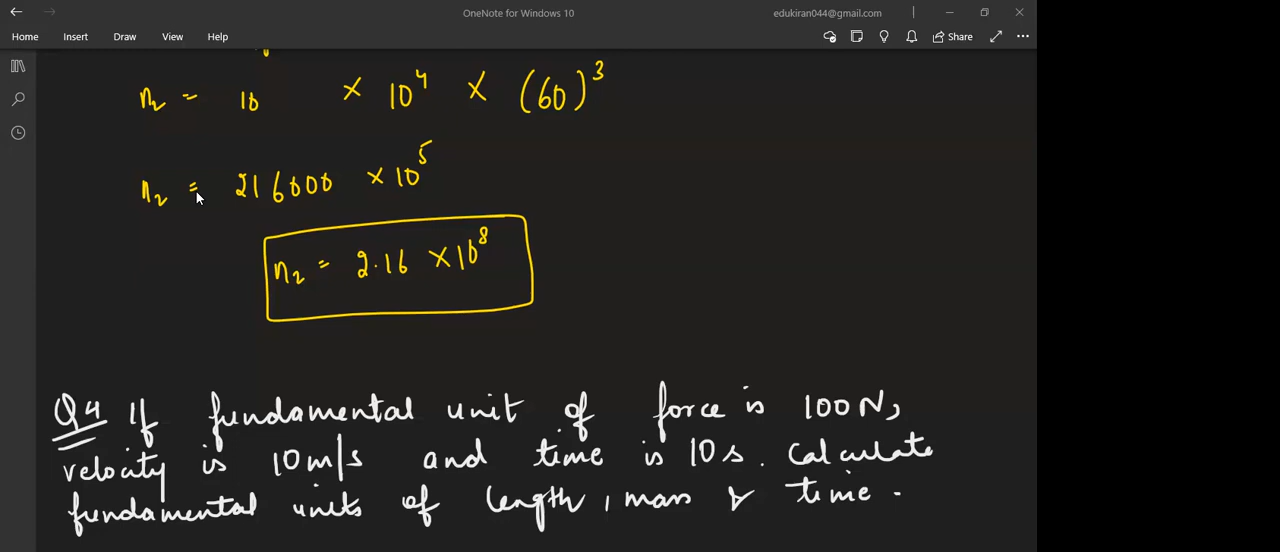 OneNote for Windows 10
edukiran044@gmail.com
Home Insert Draw View Help
Share
n₂ = 10 × 10⁴ × (60)³
n₂ = 216000 × 10⁵
n₂ = 2.16 × 10⁸
Q4 If fundamental unit of force is 100N,
velocity is 10m/s and time is 10s. Calculate
fundamental units of length, mass & time.